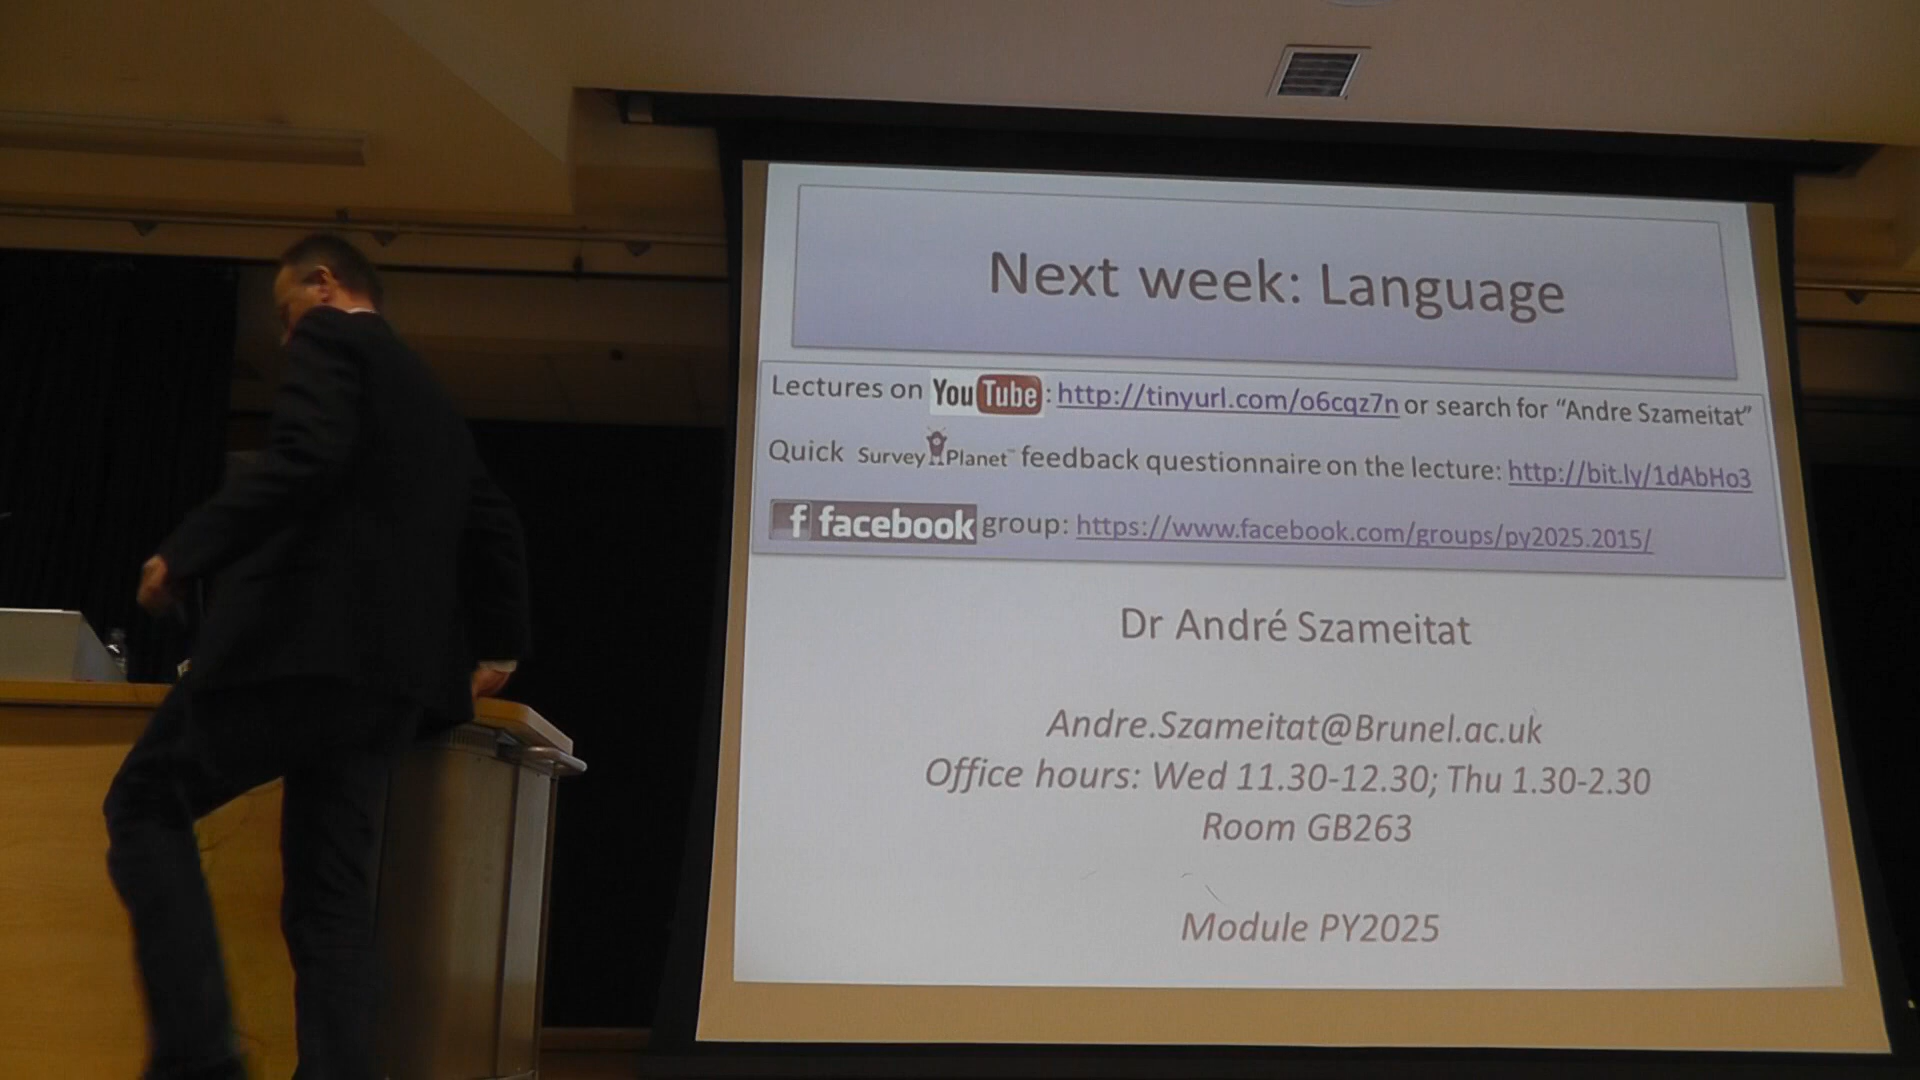 Next week: Language
Lectures on YouTube: http://tinyurl.com/o6cqz7n or search for “Andre Szameitat”
Quick SurveyPlanet™ feedback questionnaire on the lecture: http://bit.ly/1dAbHo3
f facebook group: https://www.facebook.com/groups/py2025.2015/
Dr André Szameitat
Andre.Szameitat@Brunel.ac.uk
Office hours: Wed 11.30-12.30; Thu 1.30-2.30
Room GB263
Module PY2025